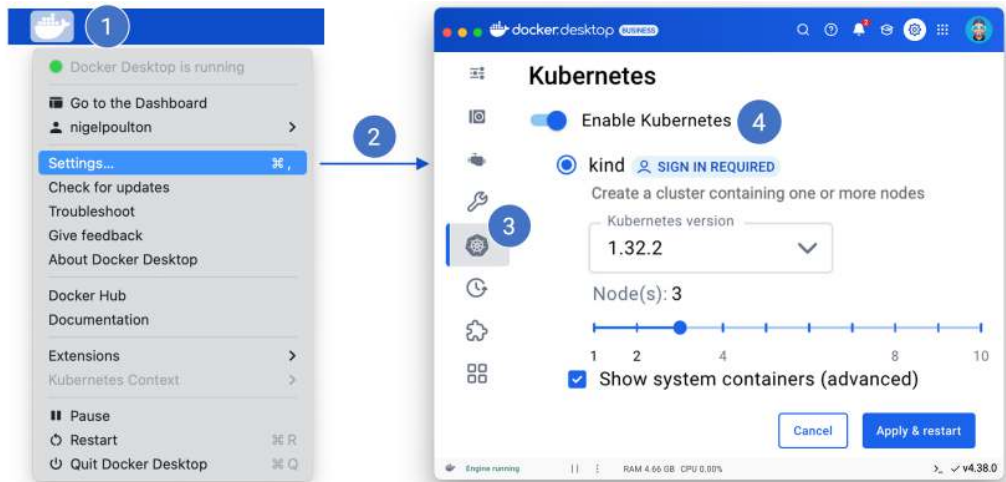 1
Docker Desktop is running
Go to the Dashboard
nigelpoulton >
Settings... ⌘ ,
Check for updates
Troubleshoot
Give feedback
About Docker Desktop
Docker Hub
Documentation
Extensions >
Kubernetes Context >
Pause
Restart ⌘ R
Quit Docker Desktop ⌘ Q
2
docker.desktop BUSINESS
Kubernetes
Enable Kubernetes 4
kind SIGN IN REQUIRED
Create a cluster containing one or more nodes
3
Kubernetes version
1.32.2
Node(s): 3
1 2 4 8 10
Show system containers (advanced)
Cancel Apply & restart
Engine running RAM 4.66 GB CPU 0.00% >_ ✓ v4.38.0